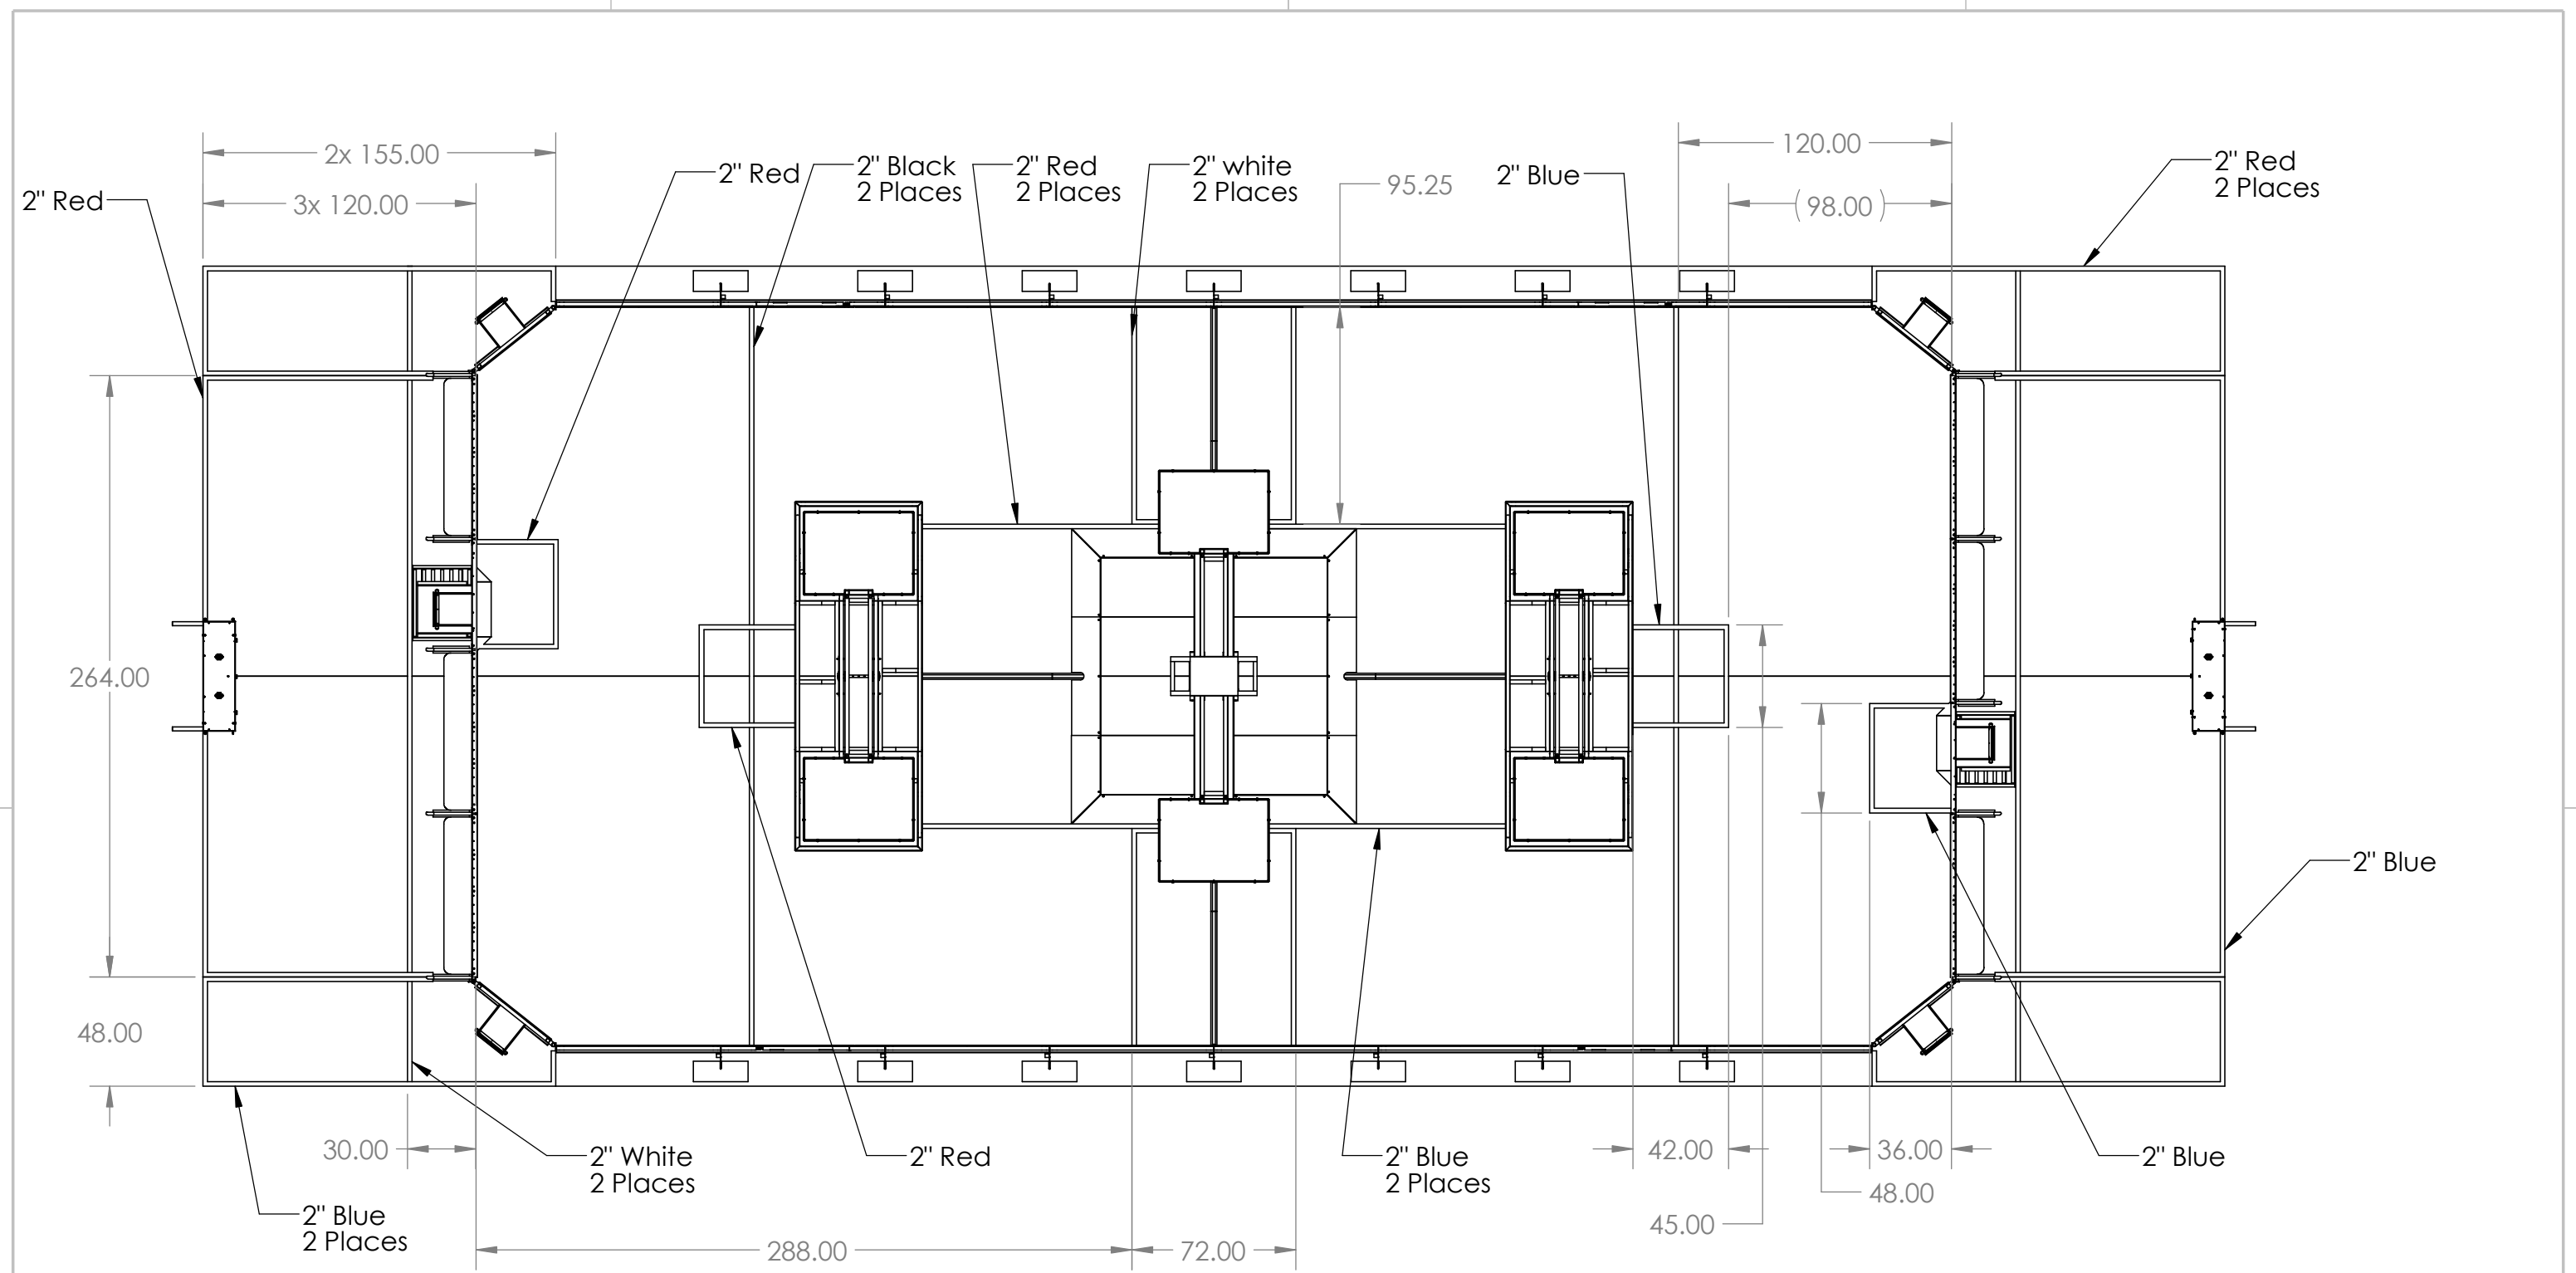 2x 155.00
120.00
2" Red
2" Black
2 Places
2" Red
2 Places
2" white
2 Places
2" Blue
2" Red
2 Places
95.25
2" Red
3x 120.00
(98.00)
264.00
2" Blue
48.00
30.00
2" White
2 Places
2" Red
2" Blue
2 Places
42.00
36.00
2" Blue
48.00
2" Blue
2 Places
45.00
288.00
72.00